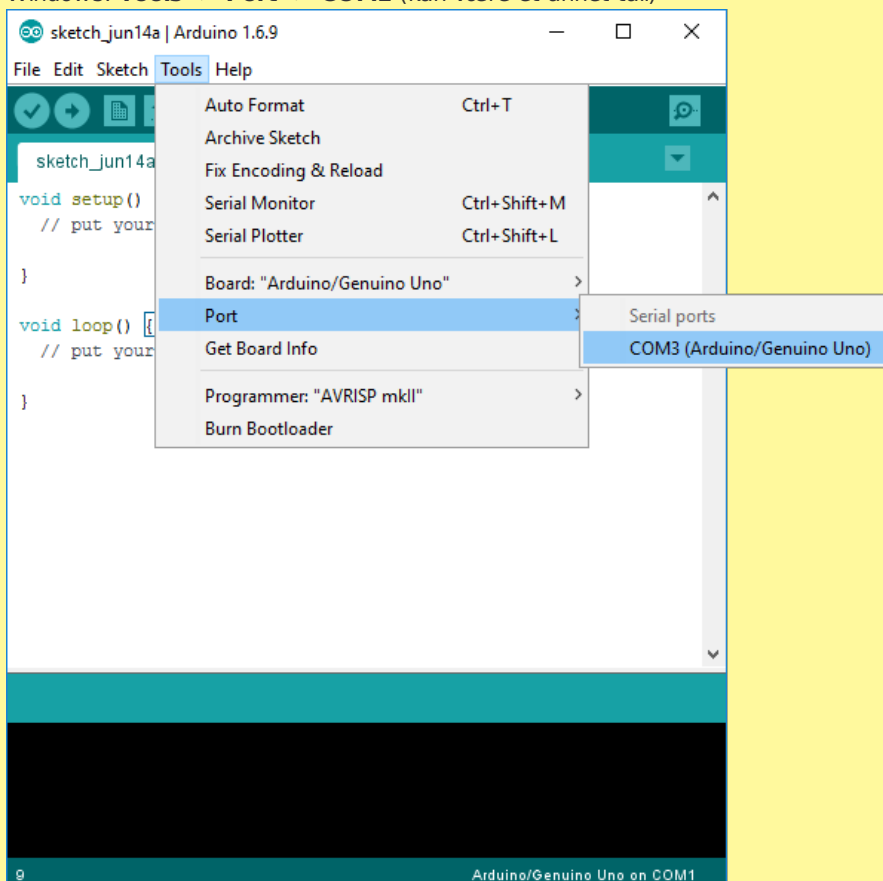 sketch_jun14a | Arduino 1.6.9
File Edit Sketch Tools Help
Auto Format Ctrl+T
Archive Sketch
sketch_jun14a
Fix Encoding & Reload
void setup()
Serial Monitor Ctrl+Shift+M
// put your
Serial Plotter Ctrl+Shift+L
}
Board: "Arduino/Genuino Uno"
Port
Serial ports
void loop() {
// put your
Get Board Info
COM3 (Arduino/Genuino Uno)
}
Programmer: "AVRISP mkII"
Burn Bootloader
9 Arduino/Genuino Uno on COM1